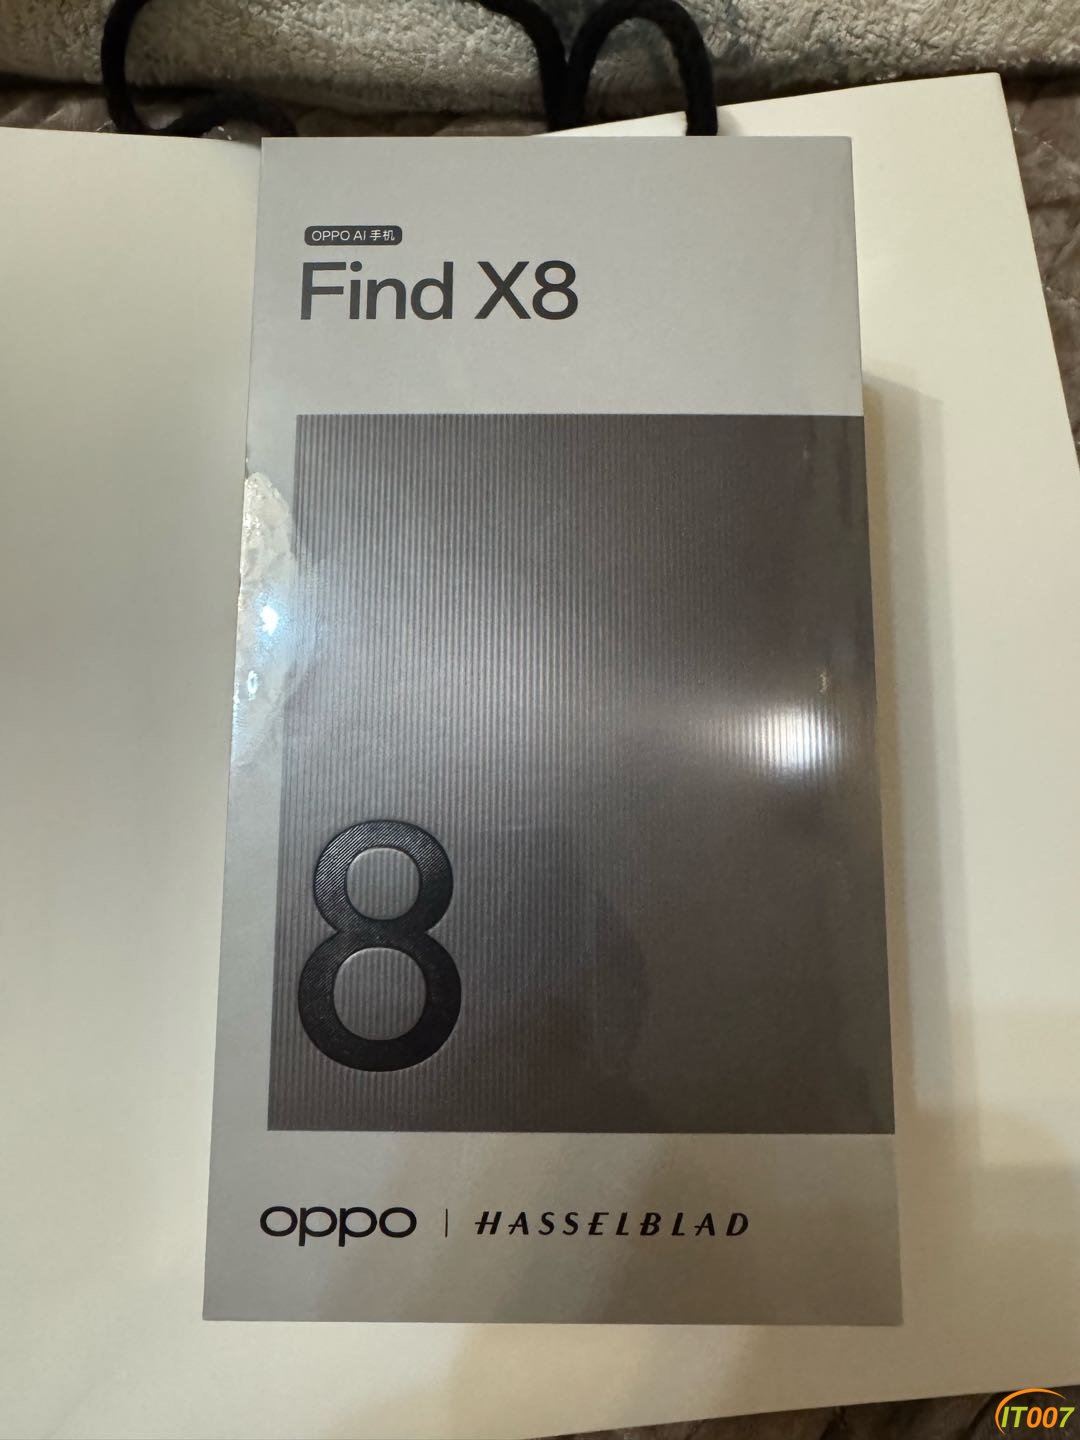 OPPO AI 手机
Find X8
8
oppo | HASSELBLAD
IT007